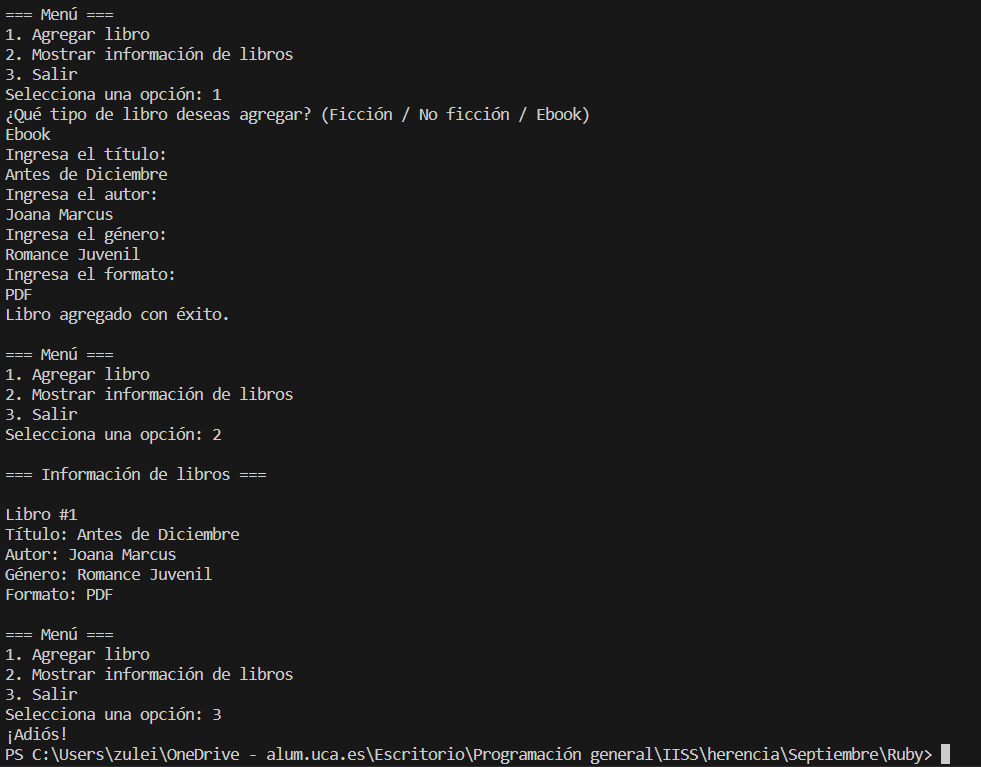 === Menú ===
1. Agregar libro
2. Mostrar información de libros
3. Salir
Selecciona una opción: 1
¿Qué tipo de libro deseas agregar? (Ficción / No ficción / Ebook)
Ebook
Ingresa el título:
Antes de Diciembre
Ingresa el autor:
Joana Marcus
Ingresa el género:
Romance Juvenil
Ingresa el formato:
PDF
Libro agregado con éxito.
=== Menú ===
1. Agregar libro
2. Mostrar información de libros
3. Salir
Selecciona una opción: 2
=== Información de libros ===
Libro #1
Título: Antes de Diciembre
Autor: Joana Marcus
Género: Romance Juvenil
Formato: PDF
=== Menú ===
1. Agregar libro
2. Mostrar información de libros
3. Salir
Selecciona una opción: 3
¡Adiós!
PS C:\Users\zulei\OneDrive - alum.uca.es\Escritorio\Programación general\IISS\herencia\Septiembre\Ruby>